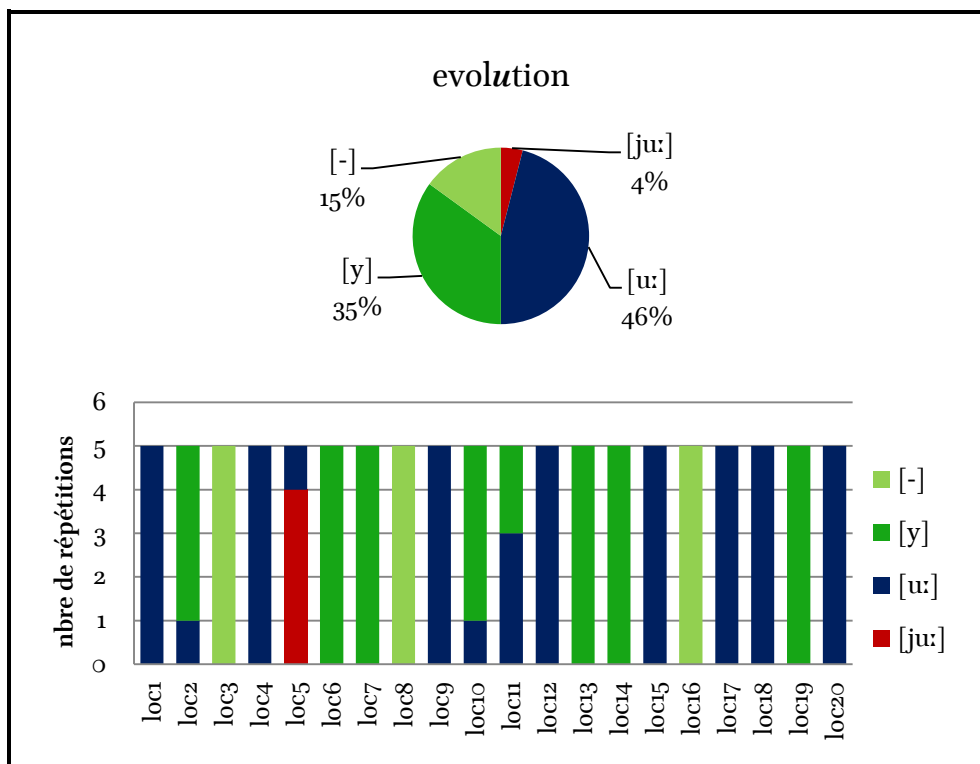 evolution
[-]
15%
[juː]
4%
[y]
35%
[uː]
46%
nbre de répétitions
6
5
4
3
2
1
0
loc1
loc2
loc3
loc4
loc5
loc6
loc7
loc8
loc9
loc10
loc11
loc12
loc13
loc14
loc15
loc16
loc17
loc18
loc19
loc20
[-]
[y]
[uː]
[juː]